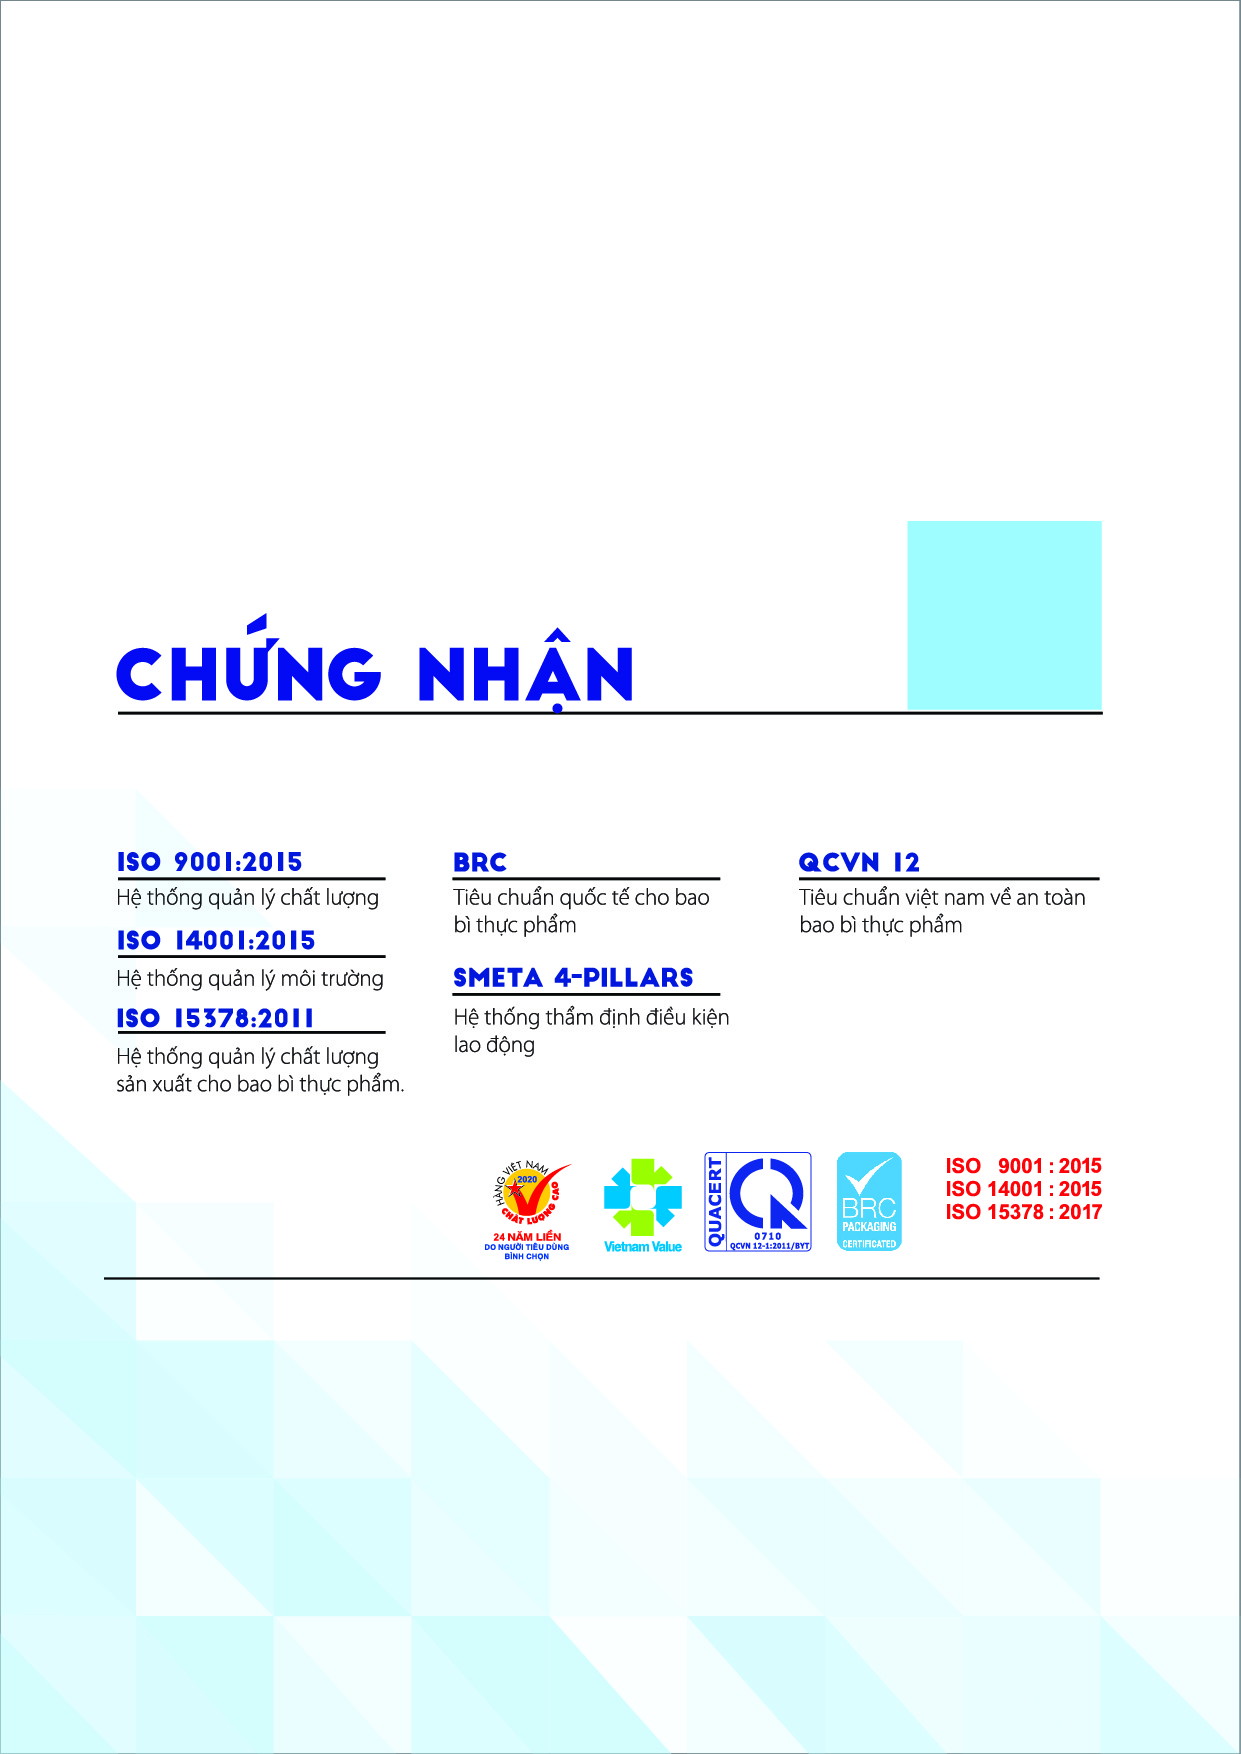 CHỨNG NHẬN
ISO 9001:2015
Hệ thống quản lý chất lượng
ISO 14001:2015
Hệ thống quản lý môi trường
ISO 15378:2011
Hệ thống quản lý chất lượng
sản xuất cho bao bì thực phẩm.
BRC
Tiêu chuẩn quốc tế cho bao
bì thực phẩm
SMETA 4-PILLARS
Hệ thống thẩm định điều kiện
lao động
QCVN 12
Tiêu chuẩn việt nam về an toàn
bao bì thực phẩm
HÀNG VIỆT NAM
2020
CHẤT LƯỢNG CAO
24 NĂM LIỀN
DO NGƯỜI TIÊU DÙNG
BÌNH CHỌN
Vietnam Value
QUACERT
0710
QCVN 12-1:2011/BYT
BRC
PACKAGING
CERTIFICATED
ISO 9001 : 2015
ISO 14001 : 2015
ISO 15378 : 2017